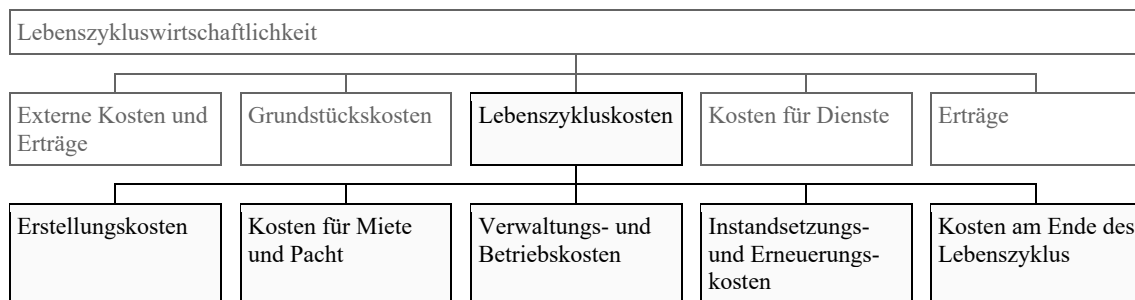 Lebenszykluswirtschaftlichkeit
Externe Kosten und
Erträge
Grundstückskosten
Lebenszykluskosten
Kosten für Dienste
Erträge
Erstellungskosten
Kosten für Miete
und Pacht
Verwaltungs- und
Betriebskosten
Instandsetzungs-
und Erneuerungs-
kosten
Kosten am Ende des
Lebenszyklus